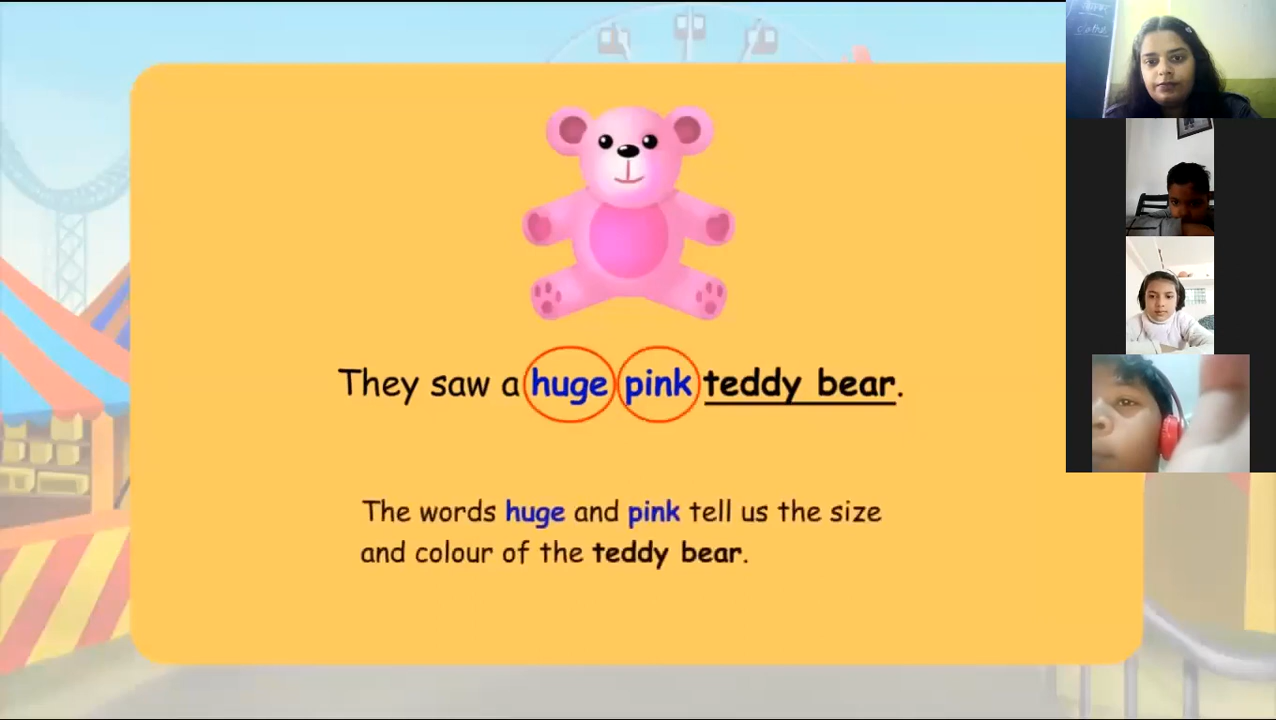 They saw a huge pink teddy bear.
The words huge and pink tell us the size
and colour of the teddy bear.